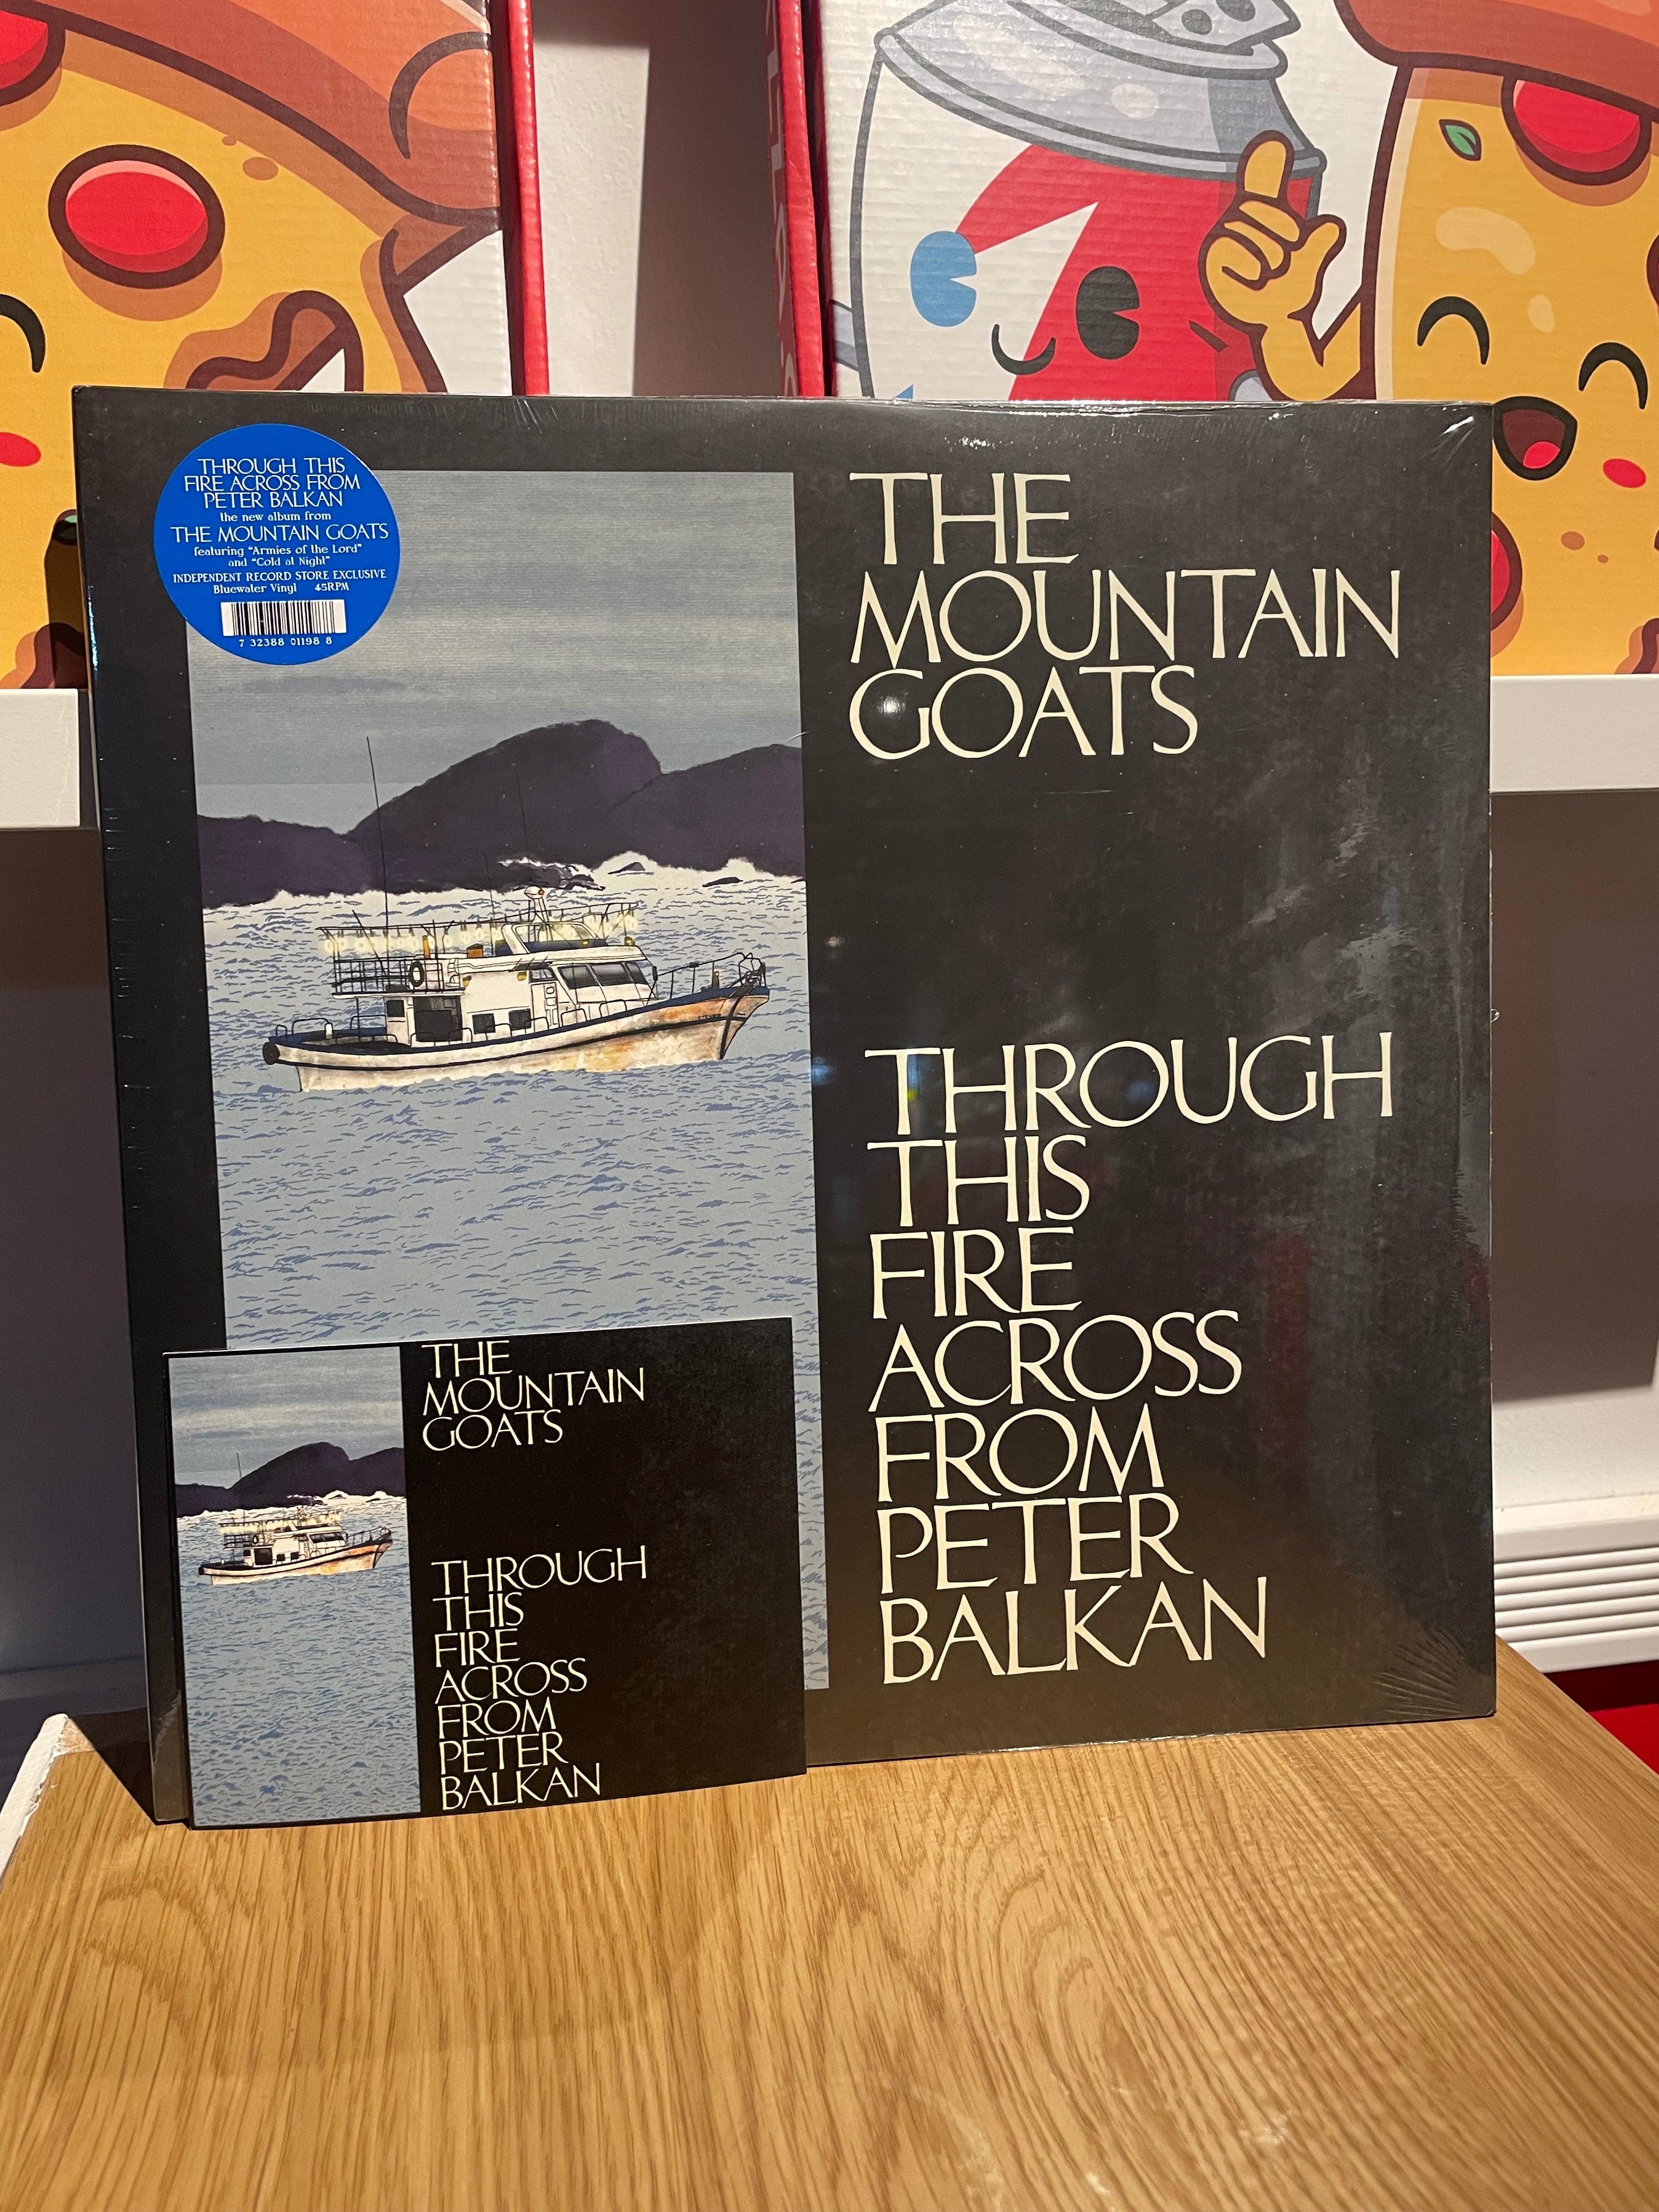 THROUGH THIS
FIRE ACROSS FROM
PETER BALKAN
the new album from
THE MOUNTAIN GOATS
featuring "Armies of the Lord"
and "Cold at Night"
INDEPENDENT RECORD STORE EXCLUSIVE
Bluewater Vinyl 45RPM
7 32388 01198 8
THE
MOUNTAIN
GOATS
THROUGH
THIS
FIRE
ACROSS
FROM
PETER
BALKAN
THE
MOUNTAIN
GOATS
THROUGH
THIS
FIRE
ACROSS
FROM
PETER
BALKAN